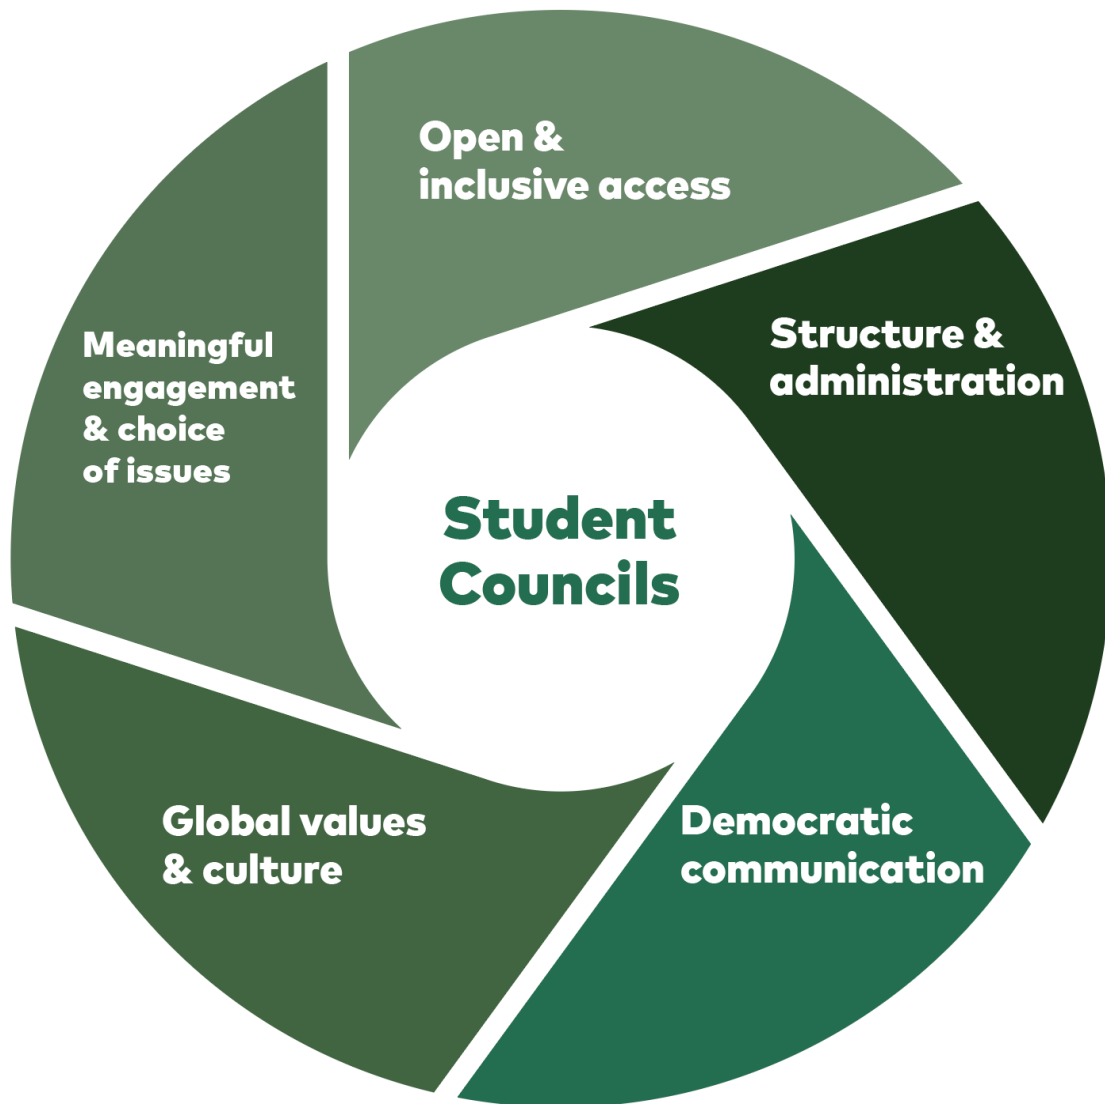 Open &
inclusive access
Structure &
administration
Democratic
communication
Global values
& culture
Meaningful
engagement
& choice
of issues
Student
Councils